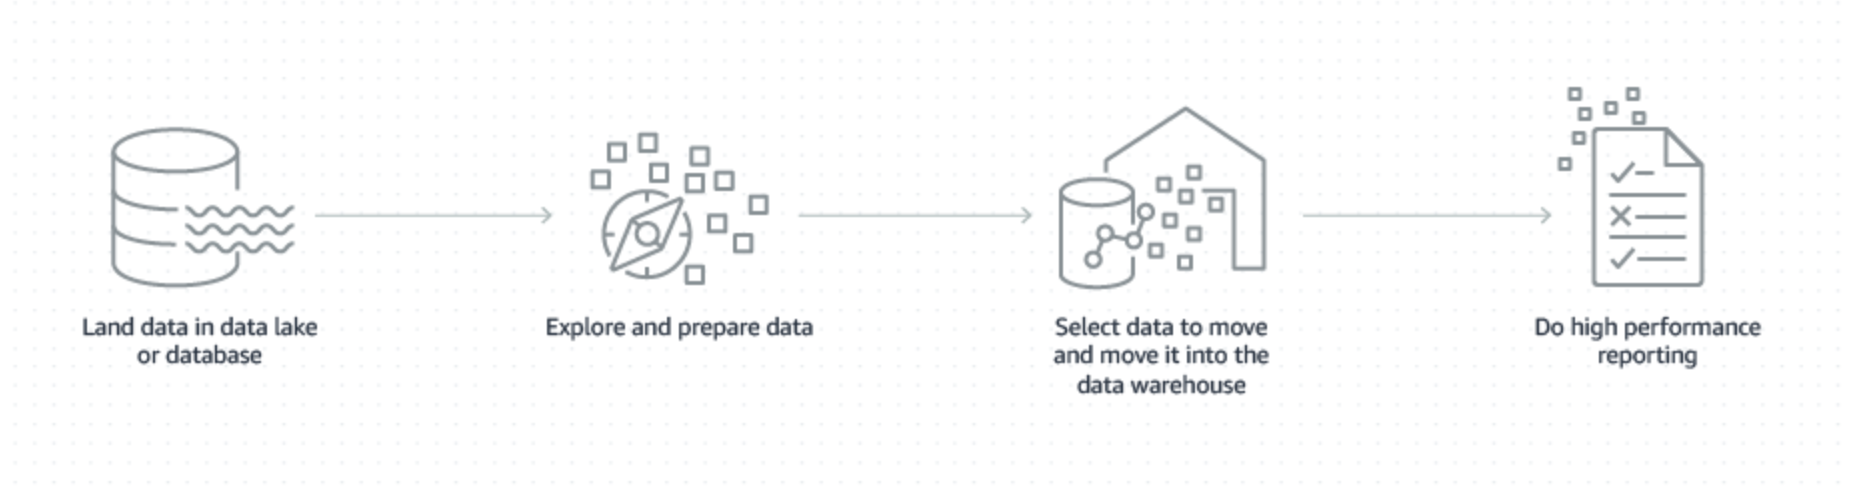 Land data in data lake
or database
Explore and prepare data
Select data to move
and move it into the
data warehouse
Do high performance
reporting